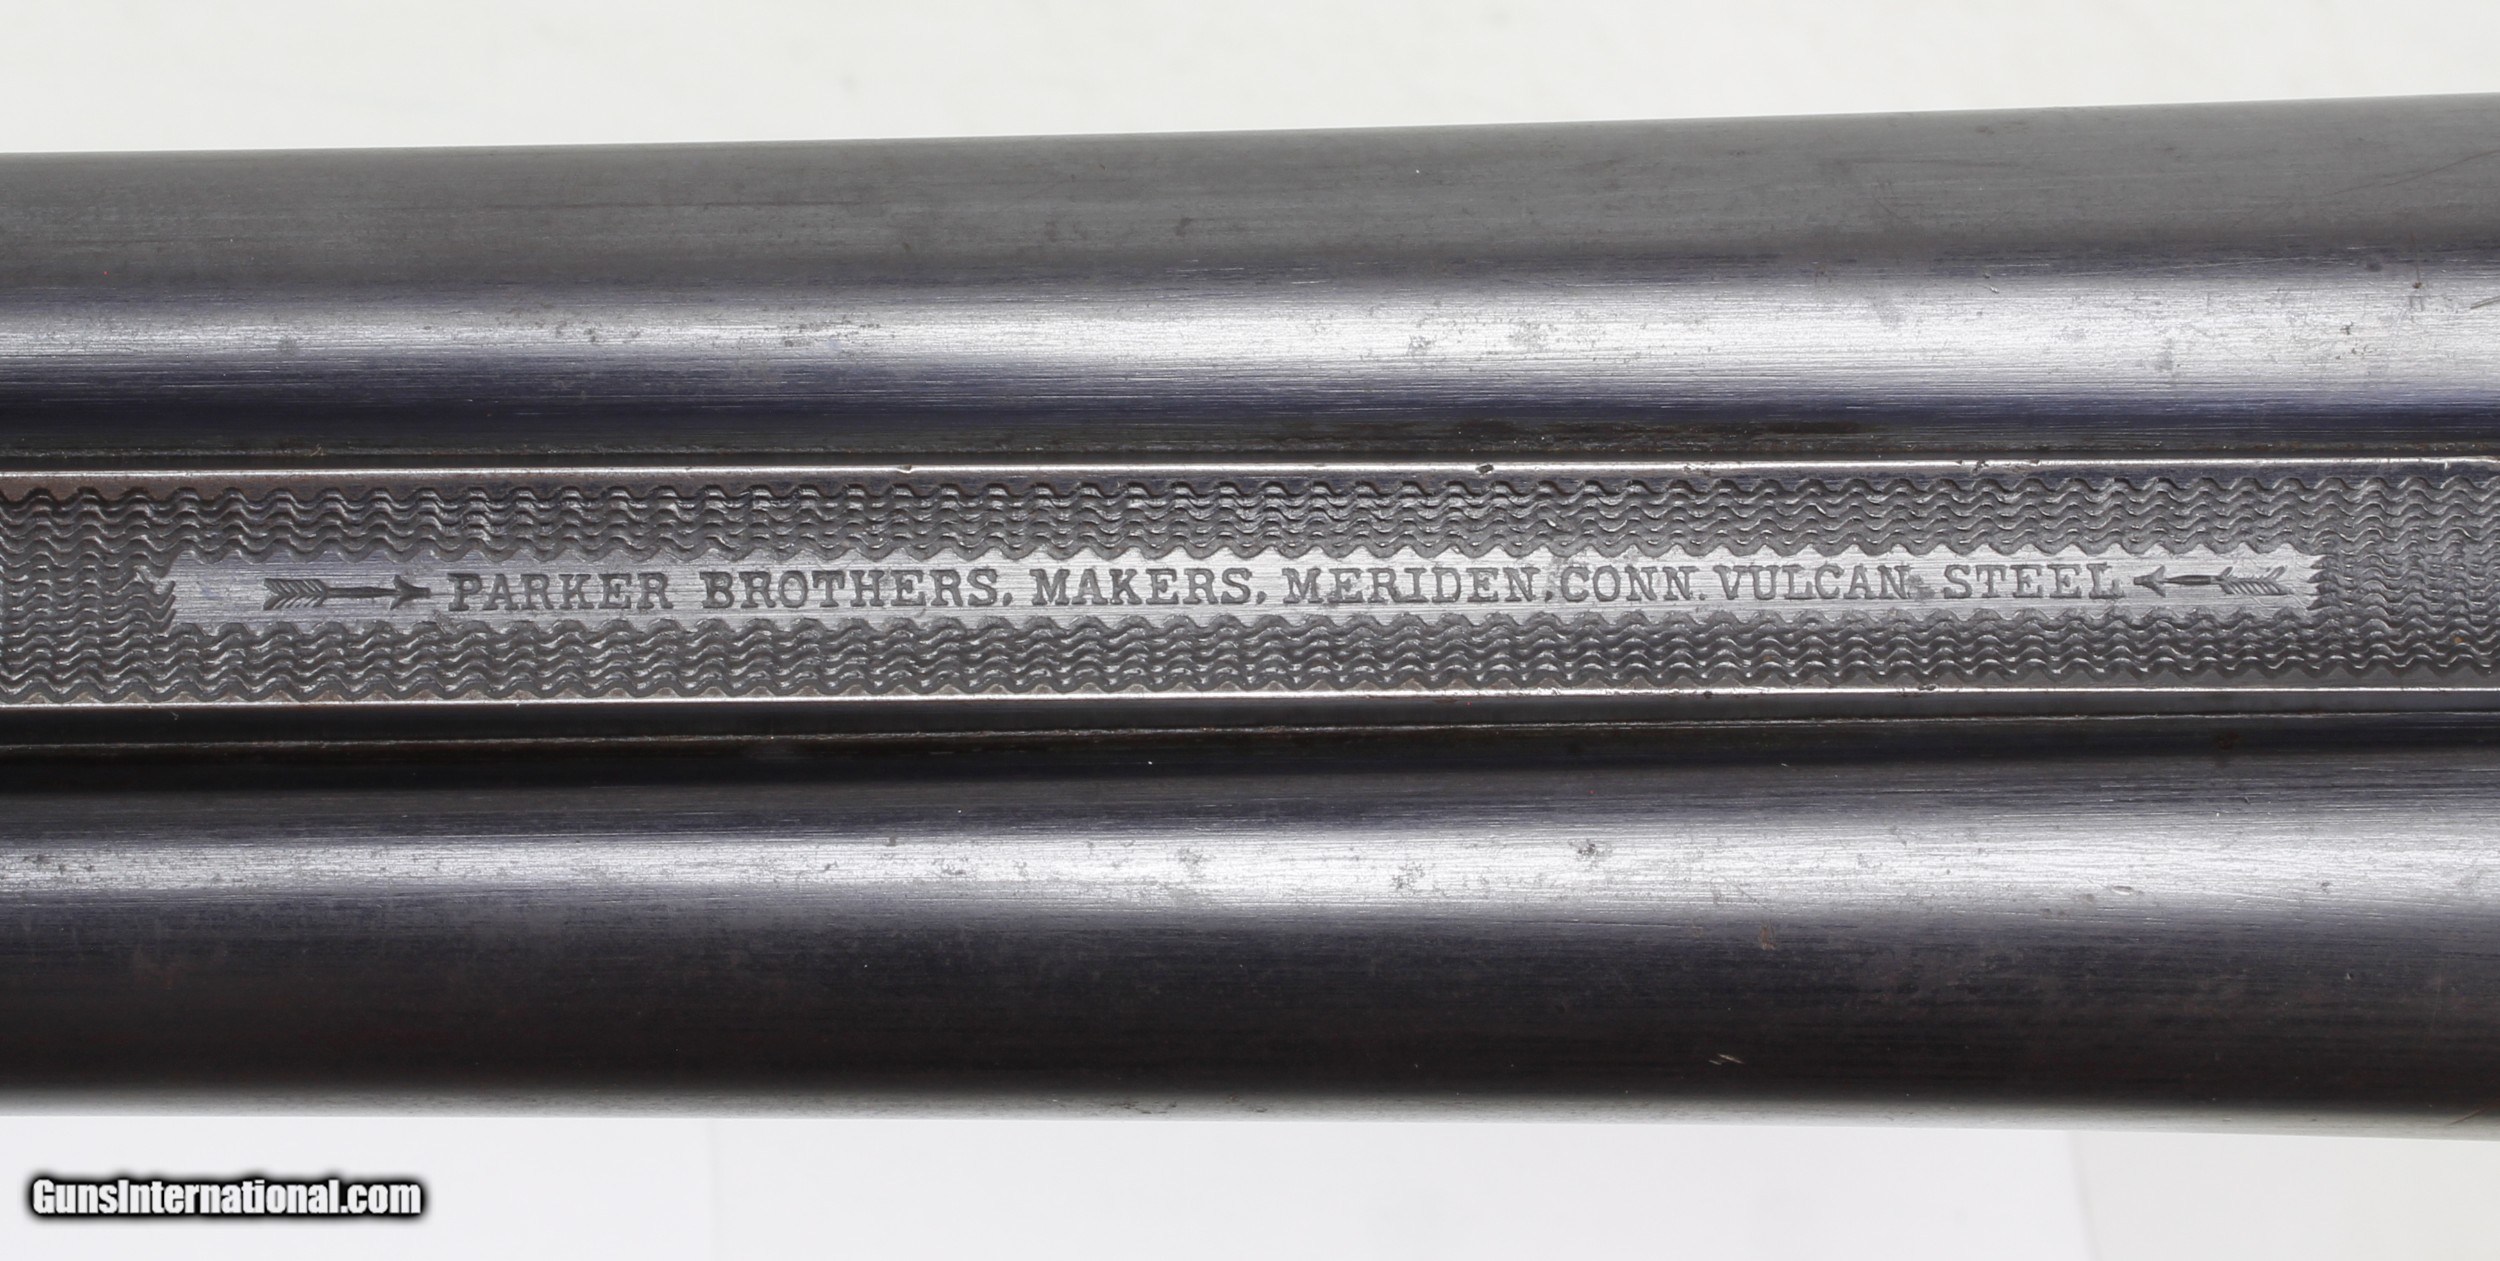 PARKER BROTHERS. MAKERS. MERIDEN.CONN. VULCAN STEEL
GunsInternational.com